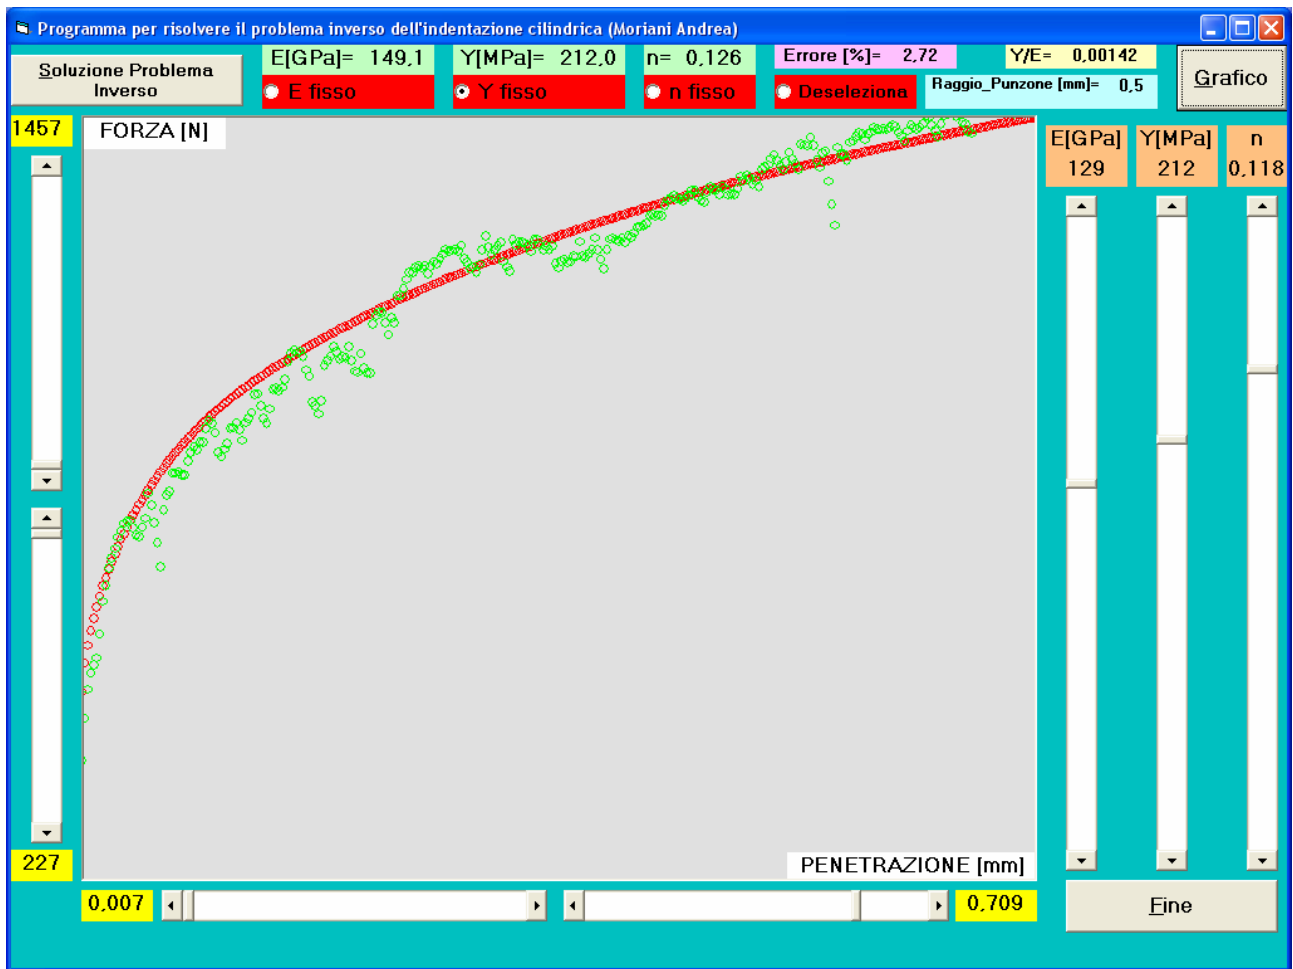 Programma per risolvere il problema inverso dell'indentazione cilindrica (Moriani Andrea)
Soluzione Problema
Inverso
E[GPa]= 149,1
Y[MPa]= 212,0
n= 0,126
Errore [%]= 2,72
Y/E= 0,00142
Grafico
E fisso
Y fisso
n fisso
Deseleziona
Raggio_Punzone [mm]= 0,5
1457
FORZA [N]
E[GPa]
129
Y[MPa]
212
n
0,118
227
PENETRAZIONE [mm]
0,007
0,709
Fine